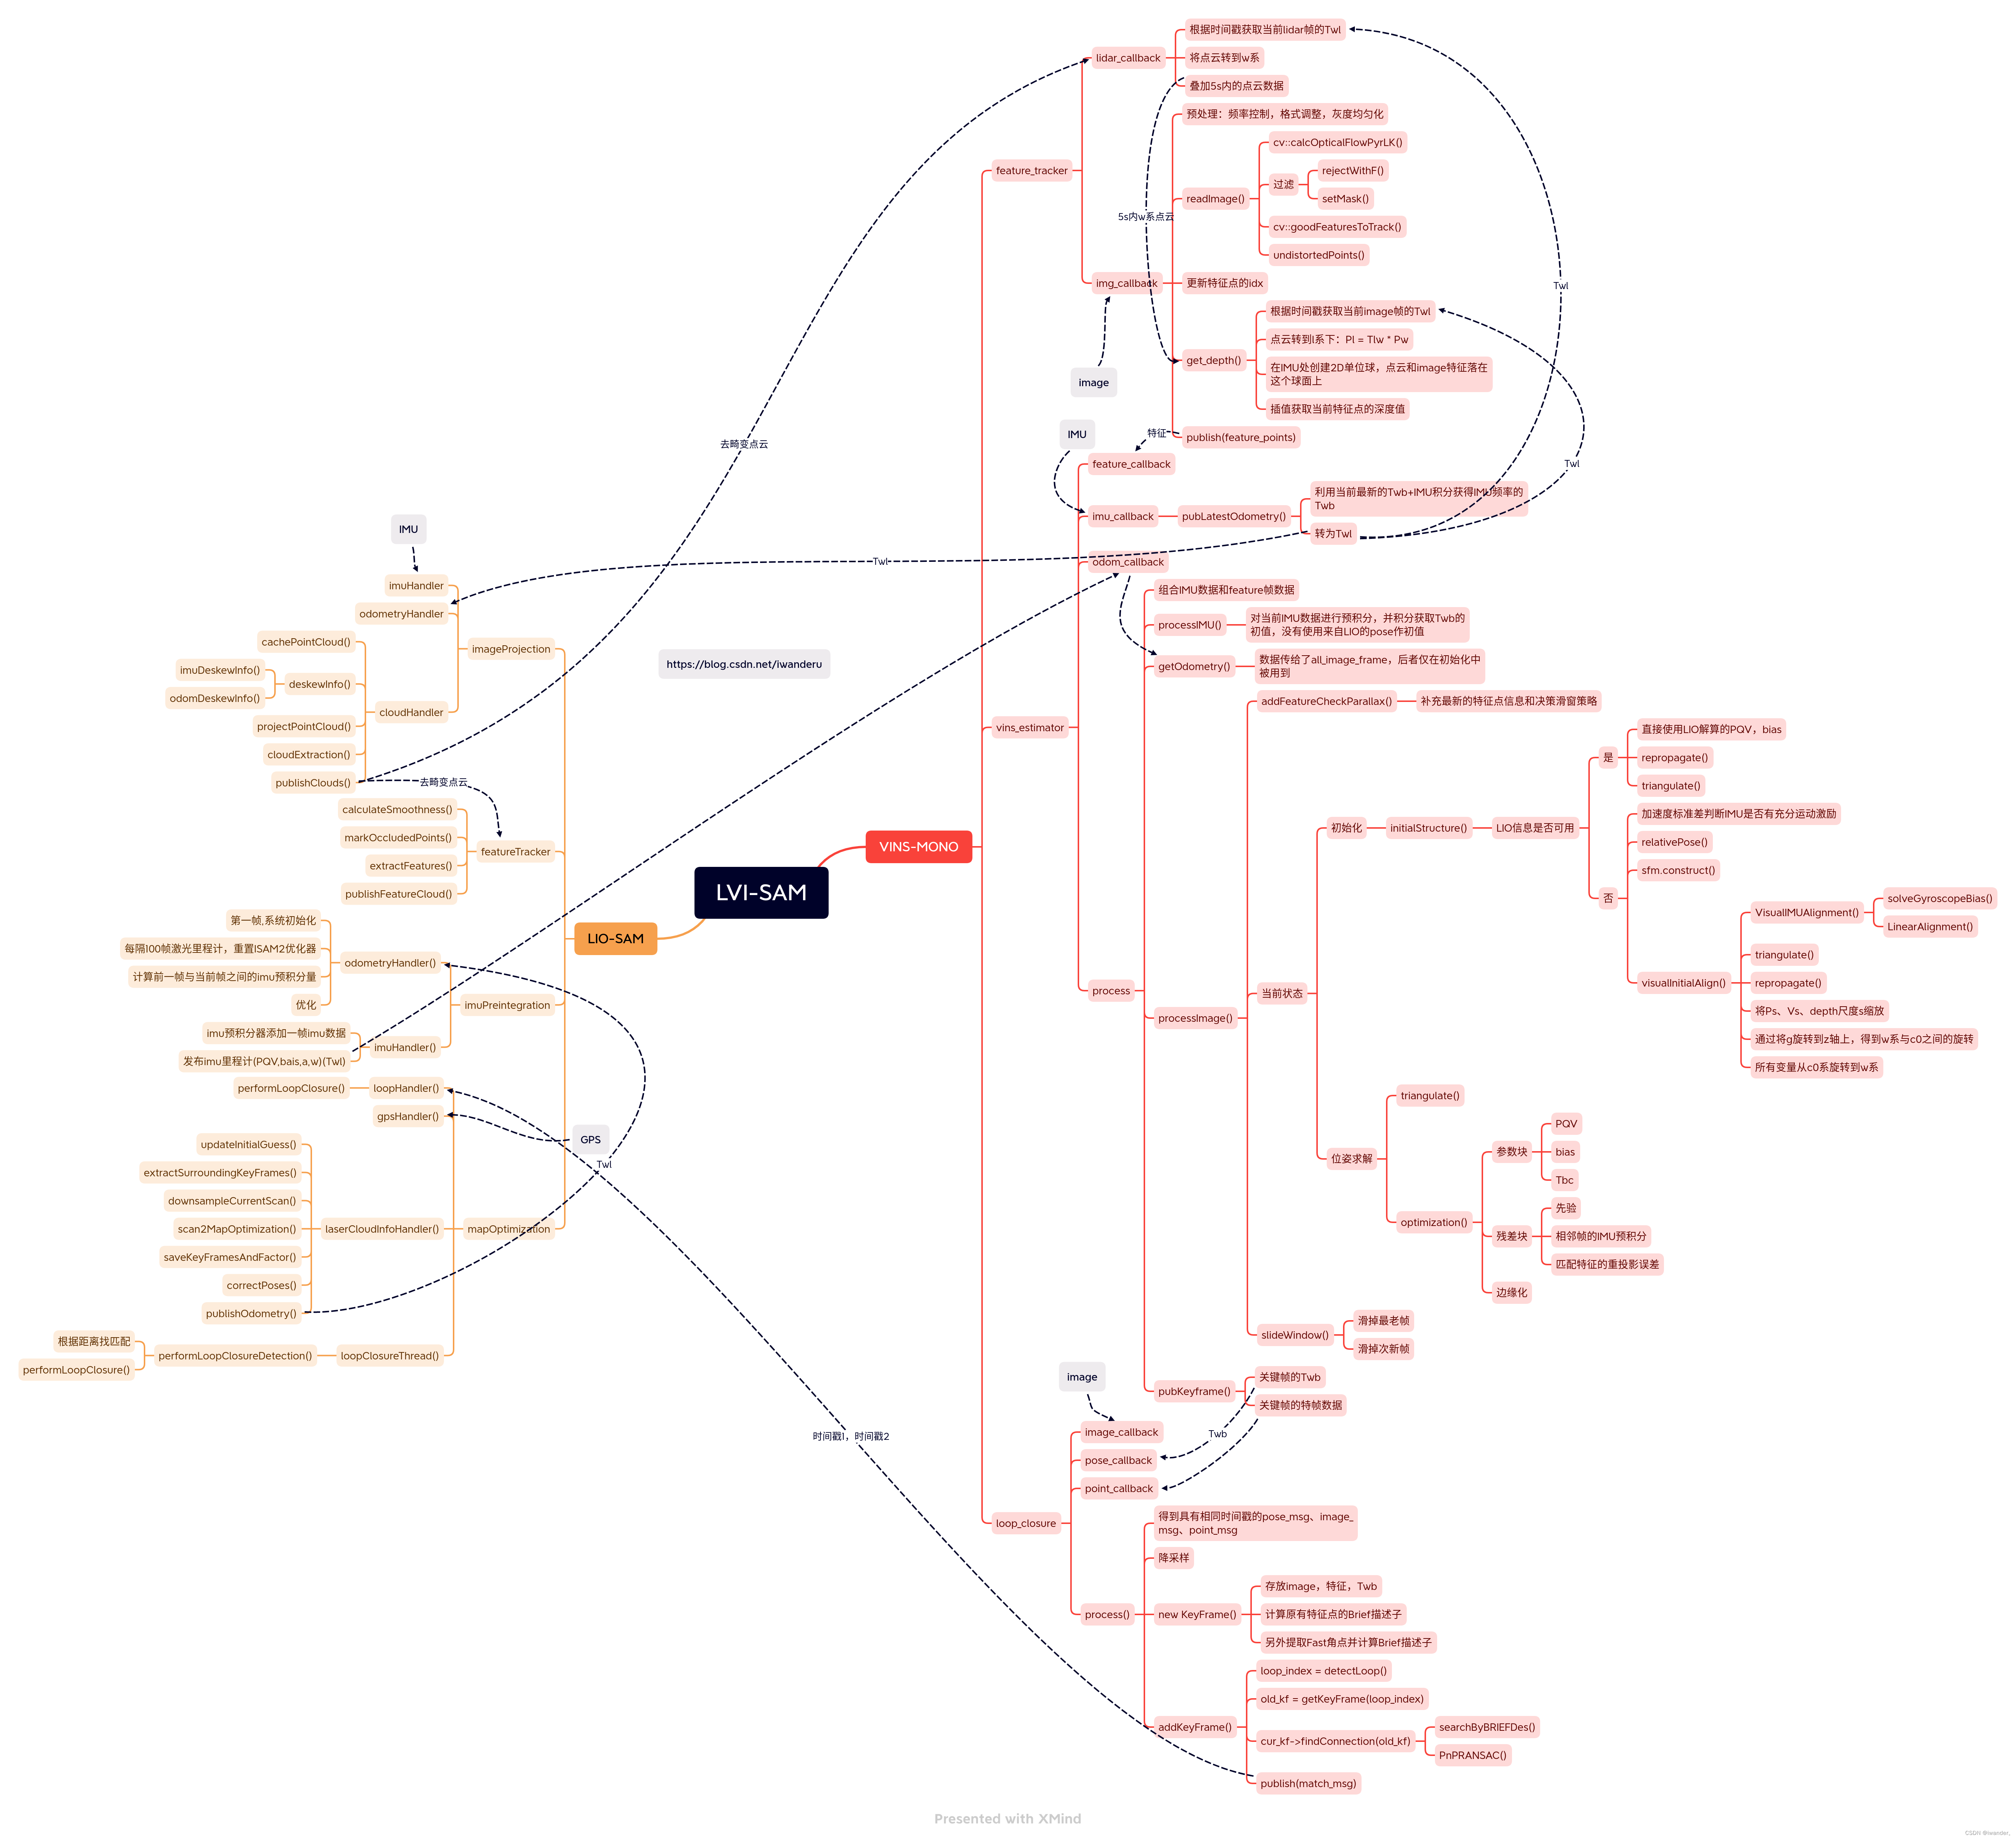 LVI-SAM
VINS-MONO
feature_tracker
lidar_callback
根据时间戳获取当前lidar帧的Twl
将点云转到w系
叠加5s内的点云数据
img_callback
预处理：频率控制，格式调整，灰度均匀化
readImage()
cv::calcOpticalFlowPyrLK()
过滤
rejectWithF()
setMask()
cv::goodFeaturesToTrack()
undistortedPoints()
更新特征点的idx
get_depth()
根据时间戳获取当前image帧的Twl
点云转到l系下：Pl = Tlw * Pw
在IMU处创建2D单位球，点云和image特征落在
这个球面上
插值获取当前特征点的深度值
publish(feature_points)
5s内w系点云
Twl
Twl
image
IMU
特征
vins_estimator
feature_callback
imu_callback
pubLatestOdometry()
利用当前最新的Twb+IMU积分获得IMU频率的
Twb
转为Twl
odom_callback
process
组合IMU数据和feature帧数据
processIMU()
对当前IMU数据进行预积分，并积分获取Twb的
初值，没有使用来自LIO的pose作初值
getOdometry()
数据传给了all_image_frame，后者仅在初始化中
被用到
processImage()
addFeatureCheckParallax()
补充最新的特征点信息和决策滑窗策略
当前状态
初始化
initialStructure()
LIO信息是否可用
是
直接使用LIO解算的PQV，bias
repropagate()
triangulate()
否
加速度标准差判断IMU是否有充分运动激励
relativePose()
sfm.construct()
visualInitialAlign()
VisualIMUAlignment()
solveGyroscopeBias()
LinearAlignment()
triangulate()
repropagate()
将Ps、Vs、depth尺度s缩放
通过将g旋转到z轴上，得到w系与c0之间的旋转
所有变量从c0系旋转到w系
位姿求解
triangulate()
optimization()
参数块
PQV
bias
Tbc
残差块
先验
相邻帧的IMU预积分
匹配特征的重投影误差
边缘化
slideWindow()
滑掉最老帧
滑掉次新帧
pubKeyframe()
关键帧的Twb
关键帧的特帧数据
image
Twb
loop_closure
image_callback
pose_callback
point_callback
process()
得到具有相同时间戳的pose_msg、image_
msg、point_msg
降采样
new KeyFrame()
存放image，特征，Twb
计算原有特征点的Brief描述子
另外提取Fast角点并计算Brief描述子
addKeyFrame()
loop_index = detectLoop()
old_kf = getKeyFrame(loop_index)
cur_kf->findConnection(old_kf)
searchByBRIEFDes()
PnPRANSAC()
publish(match_msg)
LIO-SAM
imageProjection
IMU
imuHandler
odometryHandler
cloudHandler
cachePointCloud()
deskewInfo()
imuDeskewInfo()
odomDeskewInfo()
projectPointCloud()
cloudExtraction()
publishClouds()
去畸变点云
去畸变点云
Twl
https://blog.csdn.net/iwanderu
featureTracker
calculateSmoothness()
markOccludedPoints()
extractFeatures()
publishFeatureCloud()
imuPreintegration
odometryHandler()
第一帧,系统初始化
每隔100帧激光里程计，重置ISAM2优化器
计算前一帧与当前帧之间的imu预积分量
优化
imuHandler()
imu预积分器添加一帧imu数据
发布imu里程计(PQV,bais,a,w)(Twl)
mapOptimization
loopHandler()
performLoopClosure()
gpsHandler()
GPS
Twl
laserCloudInfoHandler()
updateInitialGuess()
extractSurroundingKeyFrames()
downsampleCurrentScan()
scan2MapOptimization()
saveKeyFramesAndFactor()
correctPoses()
publishOdometry()
loopClosureThread()
performLoopClosureDetection()
根据距离找匹配
performLoopClosure()
时间戳1，时间戳2
Presented with XMind
CSDN @iwander。